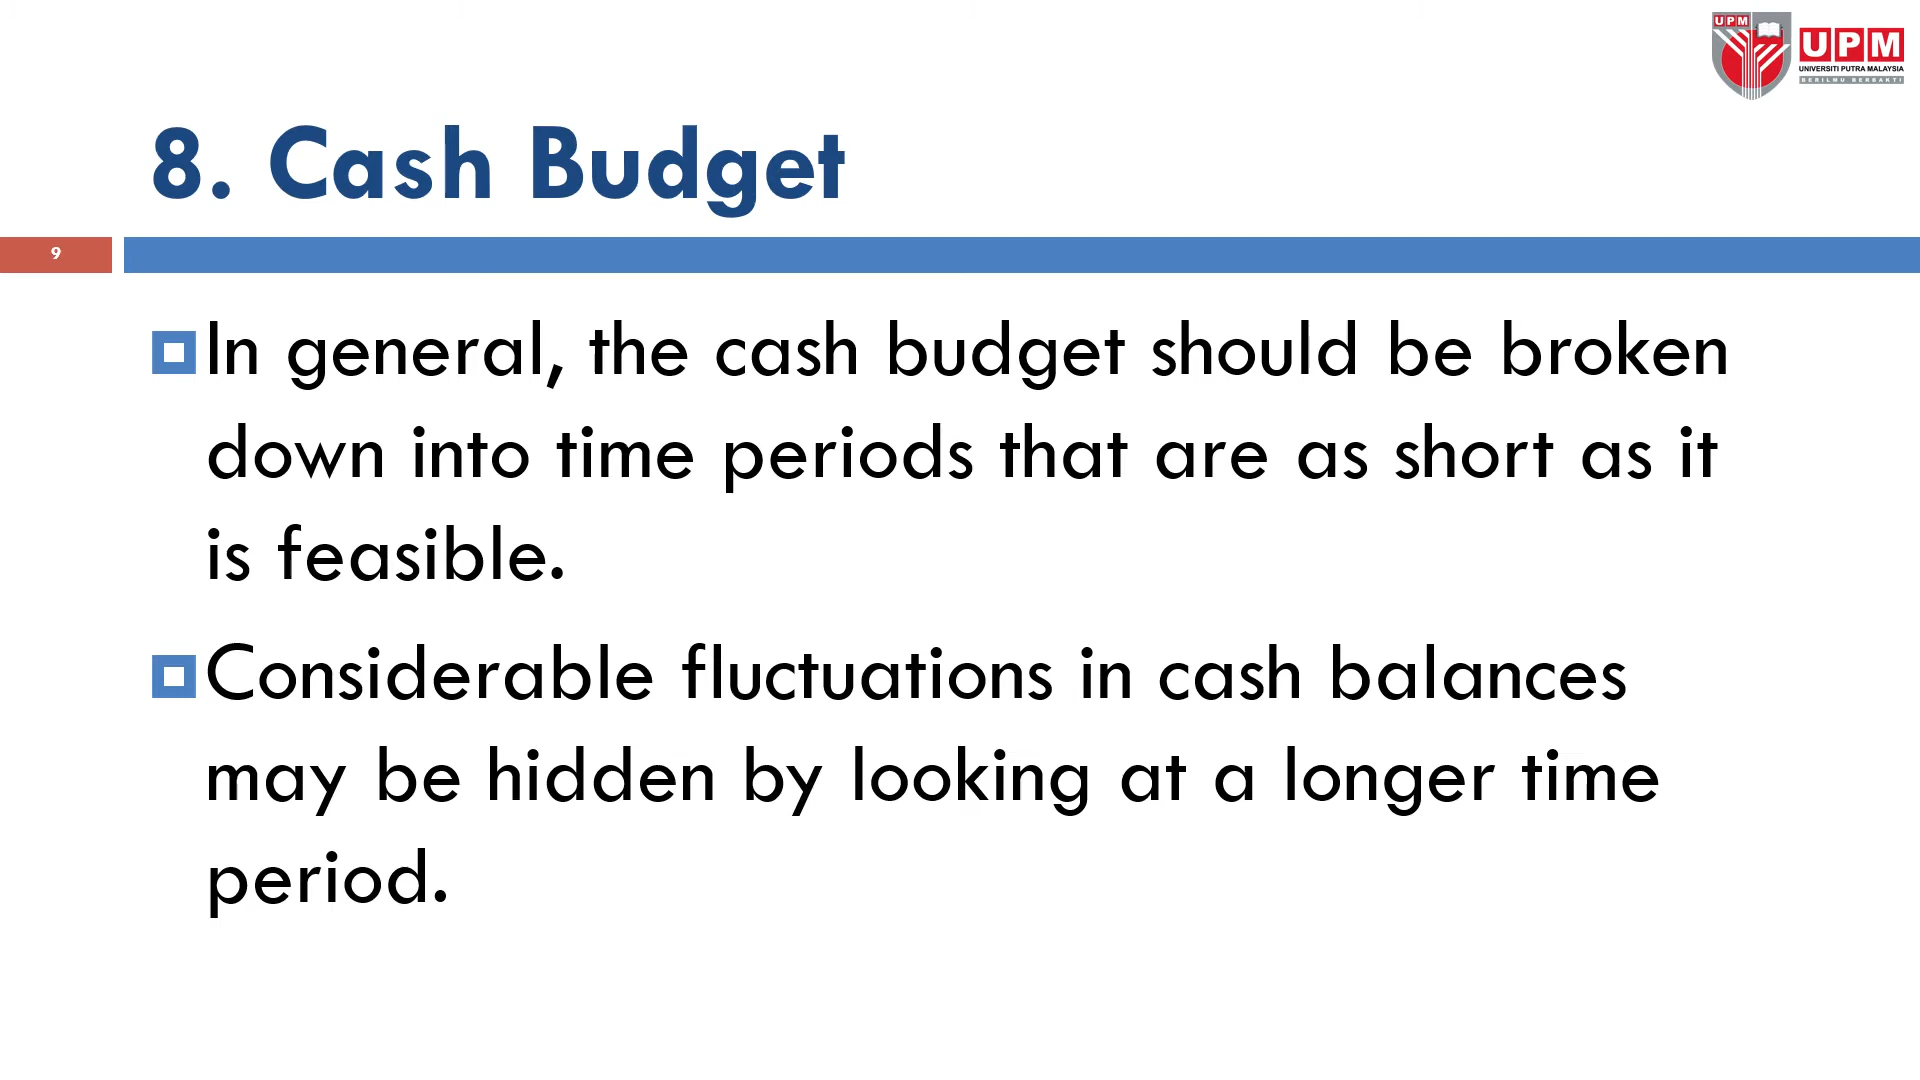 UPM
UPM
UNIVERSITI PUTRA MALAYSIA
BERILMU BERBAKTI
8. Cash Budget
9
In general, the cash budget should be broken
down into time periods that are as short as it
is feasible.
Considerable fluctuations in cash balances
may be hidden by looking at a longer time
period.